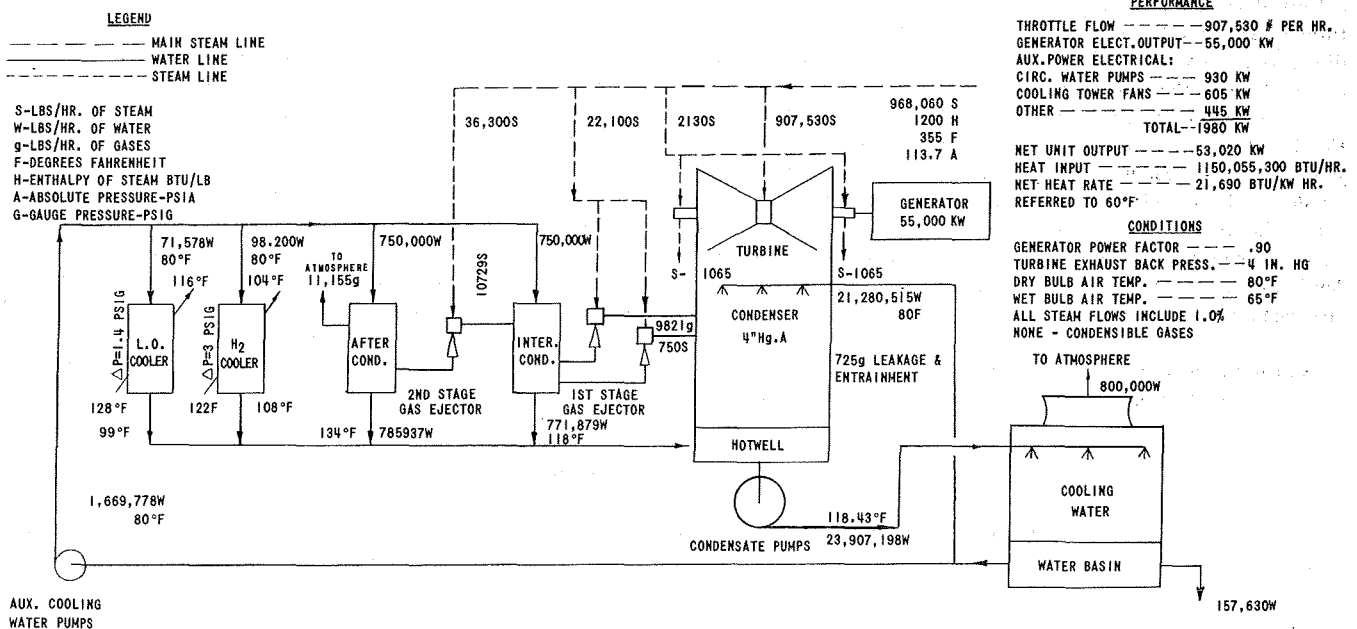 LEGEND
MAIN STEAM LINE
WATER LINE
STEAM LINE
S-LBS/HR. OF STEAM
W-LBS/HR. OF WATER
g-LBS/HR. OF GASES
F-DEGREES FAHRENHEIT
H-ENTHALPY OF STEAM BTU/LB
A-ABSOLUTE PRESSURE-PSIA
G-GAUGE PRESSURE-PSIG
PERFORMANCE
THROTTLE FLOW — — — — 907,530 # PER HR.
GENERATOR ELECT.OUTPUT--55,000 KW
AUX.POWER ELECTRICAL:
CIRC. WATER PUMPS — — — 930 KW
COOLING TOWER FANS — — 605 KW
OTHER — — — — 445 KW
TOTAL--1980 KW
NET UNIT OUTPUT — — — — 53,020 KW
HEAT INPUT — — — — 1150,055,300 BTU/HR.
NET HEAT RATE — — — — 21,690 BTU/KW HR.
REFERRED TO 60°F
CONDITIONS
GENERATOR POWER FACTOR — — — .90
TURBINE EXHAUST BACK PRESS.——4 IN. HG
DRY BULB AIR TEMP. — — — — 80°F
WET BULB AIR TEMP. — — — — 65°F
ALL STEAM FLOWS INCLUDE 1.0%
NONE - CONDENSIBLE GASES
36,300S
22,100S
2130S
907,530S
968,060 S
1200 H
355 F
113.7 A
GENERATOR
55,000 KW
TURBINE
S- 1065
S-1065
71,578W
80°F
98.200W
80°F
750,000W
750,000W
TO
ATMOSPHERE
11,155g
10729S
116°F
104°F
△P=1.4 PSIG
L.O.
COOLER
△P=3 PSIG
H2
COOLER
AFTER
COND.
INTER.
COND.
9821g
750S
CONDENSER
4"Hg.A
21,280,515W
80F
725g LEAKAGE &
ENTRAINMENT
2ND STAGE
GAS EJECTOR
1ST STAGE
GAS EJECTOR
128°F
99°F
122F
108°F
134°F
785937W
771,879W
118°F
HOTWELL
TO ATMOSPHERE
800,000W
COOLING
WATER
WATER BASIN
157,630W
1,669,778W
80°F
118.43°F
23,907,198W
CONDENSATE PUMPS
AUX. COOLING
WATER PUMPS